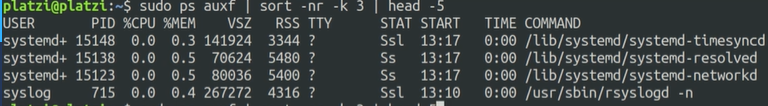 platzi@platzi:~$ sudo ps auxf | sort -nr -k 3 | head -5
USER       PID %CPU %MEM    VSZ   RSS TTY      STAT START   TIME COMMAND
systemd+ 15148  0.0  0.3 141924  3344 ?        Ssl  13:17   0:00 /lib/systemd/systemd-timesyncd
systemd+ 15138  0.0  0.5  70624  5480 ?        Ss   13:17   0:00 /lib/systemd/systemd-resolved
systemd+ 15123  0.0  0.5  80036  5400 ?        Ss   13:17   0:00 /lib/systemd/systemd-networkd
syslog     715  0.0  0.4 267272  4316 ?        Ssl  13:10   0:00 /usr/sbin/rsyslogd -n